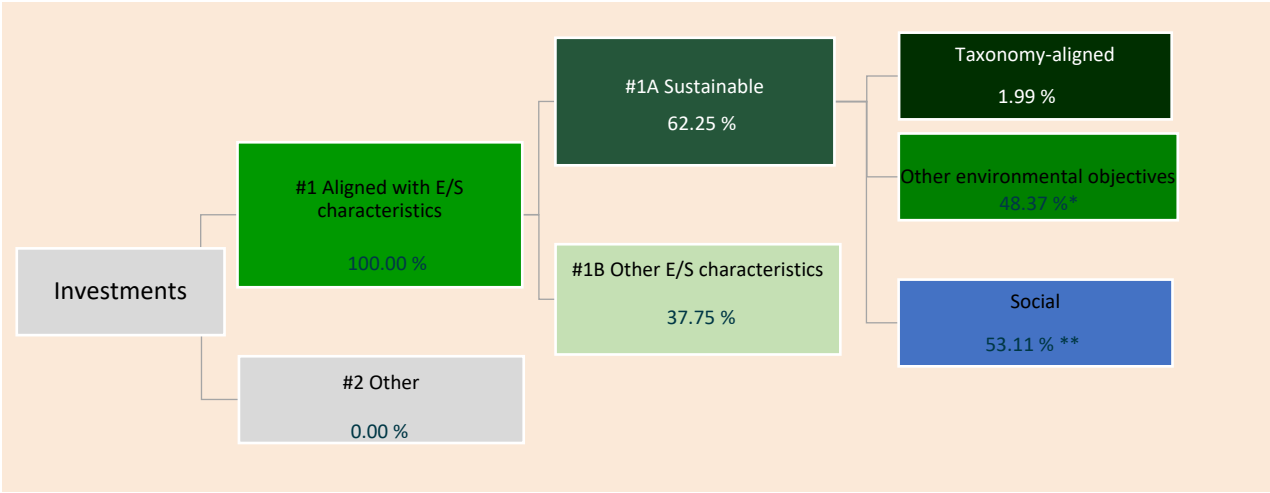 Investments
#1 Aligned with E/S
characteristics
100.00 %
#2 Other
0.00 %
#1A Sustainable
62.25 %
#1B Other E/S characteristics
37.75 %
Taxonomy-aligned
1.99 %
Other environmental objectives
48.37 %*
Social
53.11 % **